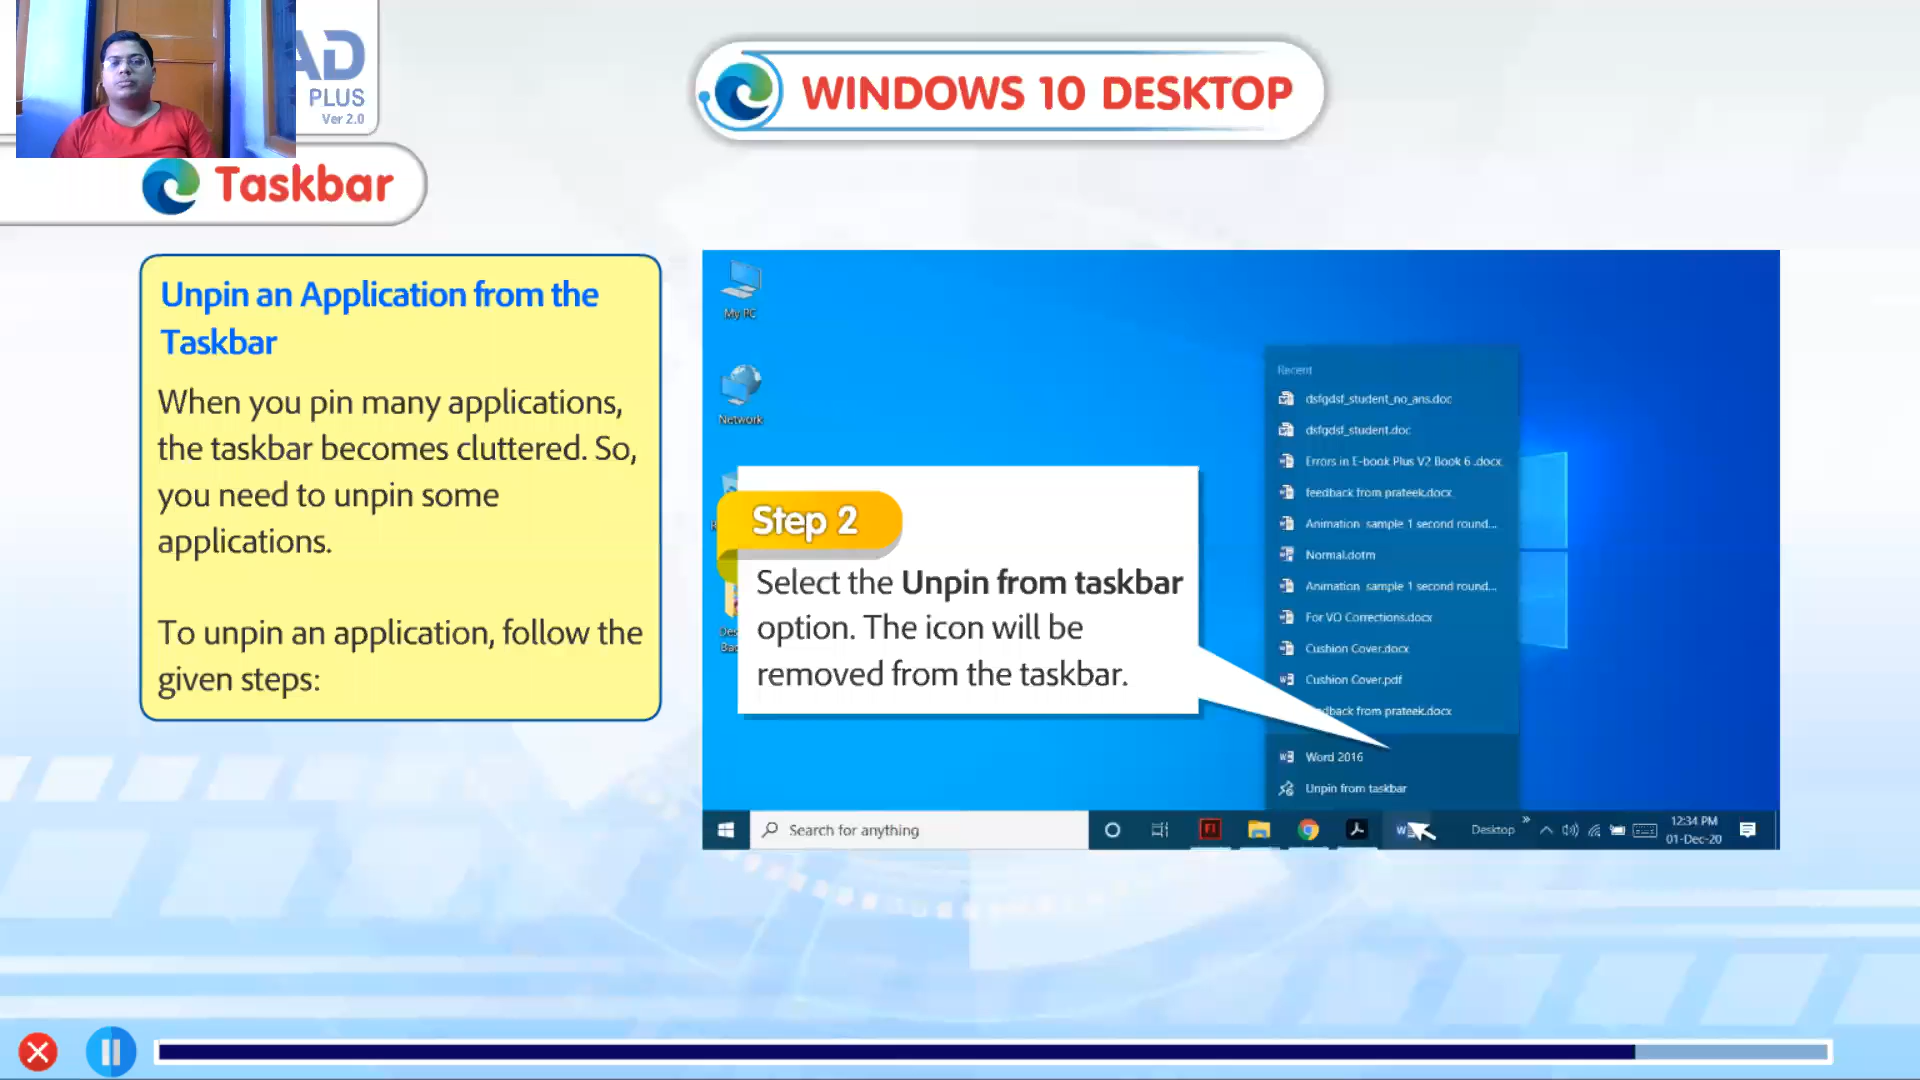 AD
PLUS
Ver 2.0
WINDOWS 10 DESKTOP
Taskbar
Unpin an Application from the
Taskbar
When you pin many applications,
the taskbar becomes cluttered. So,
you need to unpin some
applications.
To unpin an application, follow the
given steps:
My PC
Network
Step 2
Select the Unpin from taskbar
option. The icon will be
removed from the taskbar.
Recent
dsfgdsf_student_no_ans.doc
dsfgdsf_student.doc
Errors in E-book Plus V2 Book 6 .docx
feedback from prateek.docx
Animation sample 1 second round...
Normal.dotm
Animation sample 1 second round...
For VO Corrections.docx
Cushion Cover.docx
Cushion Cover.pdf
from prateek.docx
Word 2016
Unpin from taskbar
Search for anything
Desktop
12:34 PM
01-Dec-20